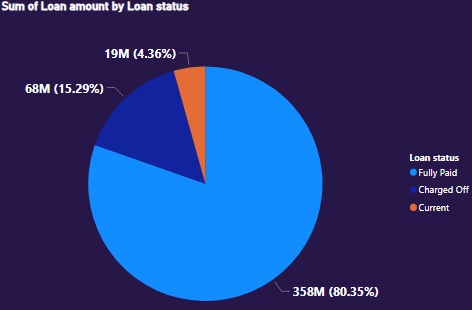 Sum of Loan amount by Loan status
19M (4.36%)
68M (15.29%)
Loan status
Fully Paid
Charged Off
Current
358M (80.35%)